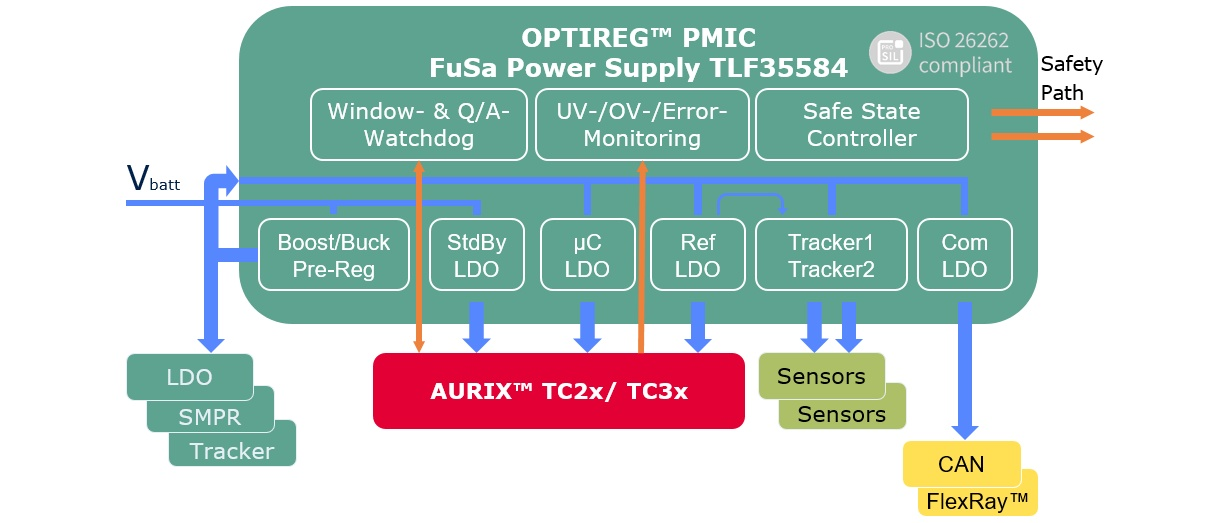 OPTIREG™ PMIC
FuSa Power Supply TLF35584
PRO
SIL
ISO 26262
compliant
Safety
Path
Window- & Q/A-
Watchdog
UV-/OV-/Error-
Monitoring
Safe State
Controller
Vbatt
Boost/Buck
Pre-Reg
StdBy
LDO
µC
LDO
Ref
LDO
Tracker1
Tracker2
Com
LDO
LDO
SMPR
Tracker
AURIX™ TC2x/ TC3x
Sensors
Sensors
CAN
FlexRay™